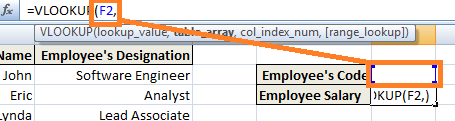 =VLOOKUP(F2,
VLOOKUP(lookup_value, table_array, col_index_num, [range_lookup])
Name Employee's Designation
John Software Engineer Employee's Code
Eric Analyst Employee Salary OKUP(F2,)
Lynda Lead Associate